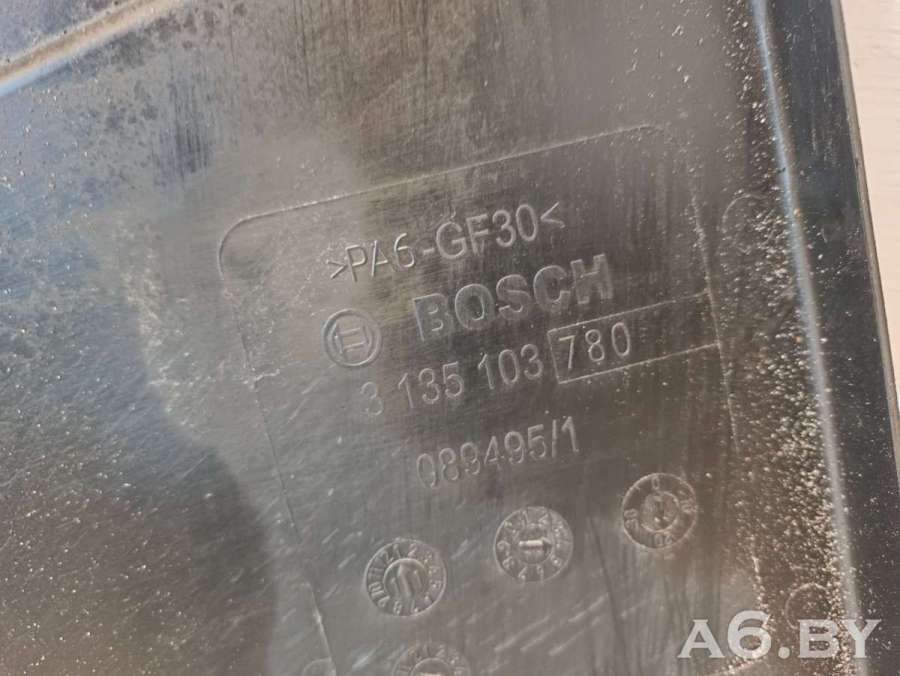 >PA6-GF30<
BOSCH
3 135 103 780
089495/1
A6.BY